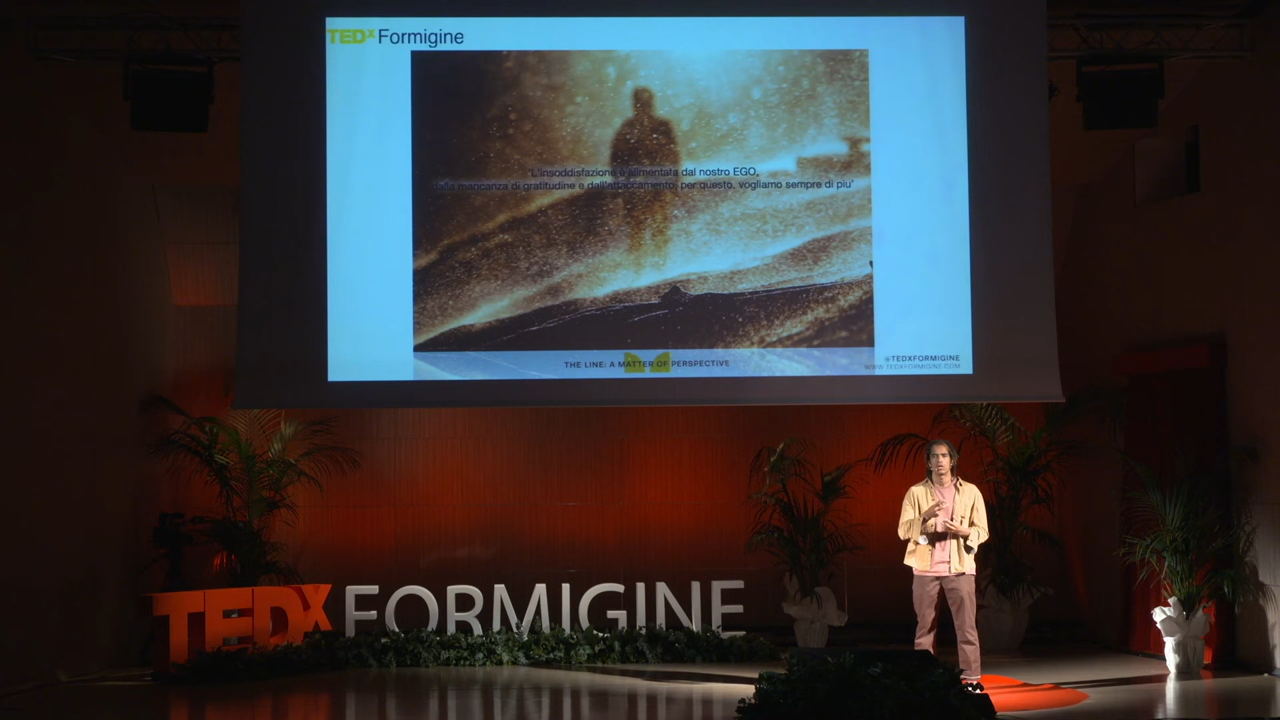 TEDx Formigine
'L'insoddisfazione è alimentata dal nostro EGO,
dalla mancanza di gratitudine e dall'attaccamento, per questo, vogliamo sempre di piu'
THE LINE: A MATTER OF PERSPECTIVE
@TEDXFORMIGINE
WWW.TEDXFORMIGINE.COM
TEDX FORMIGINE